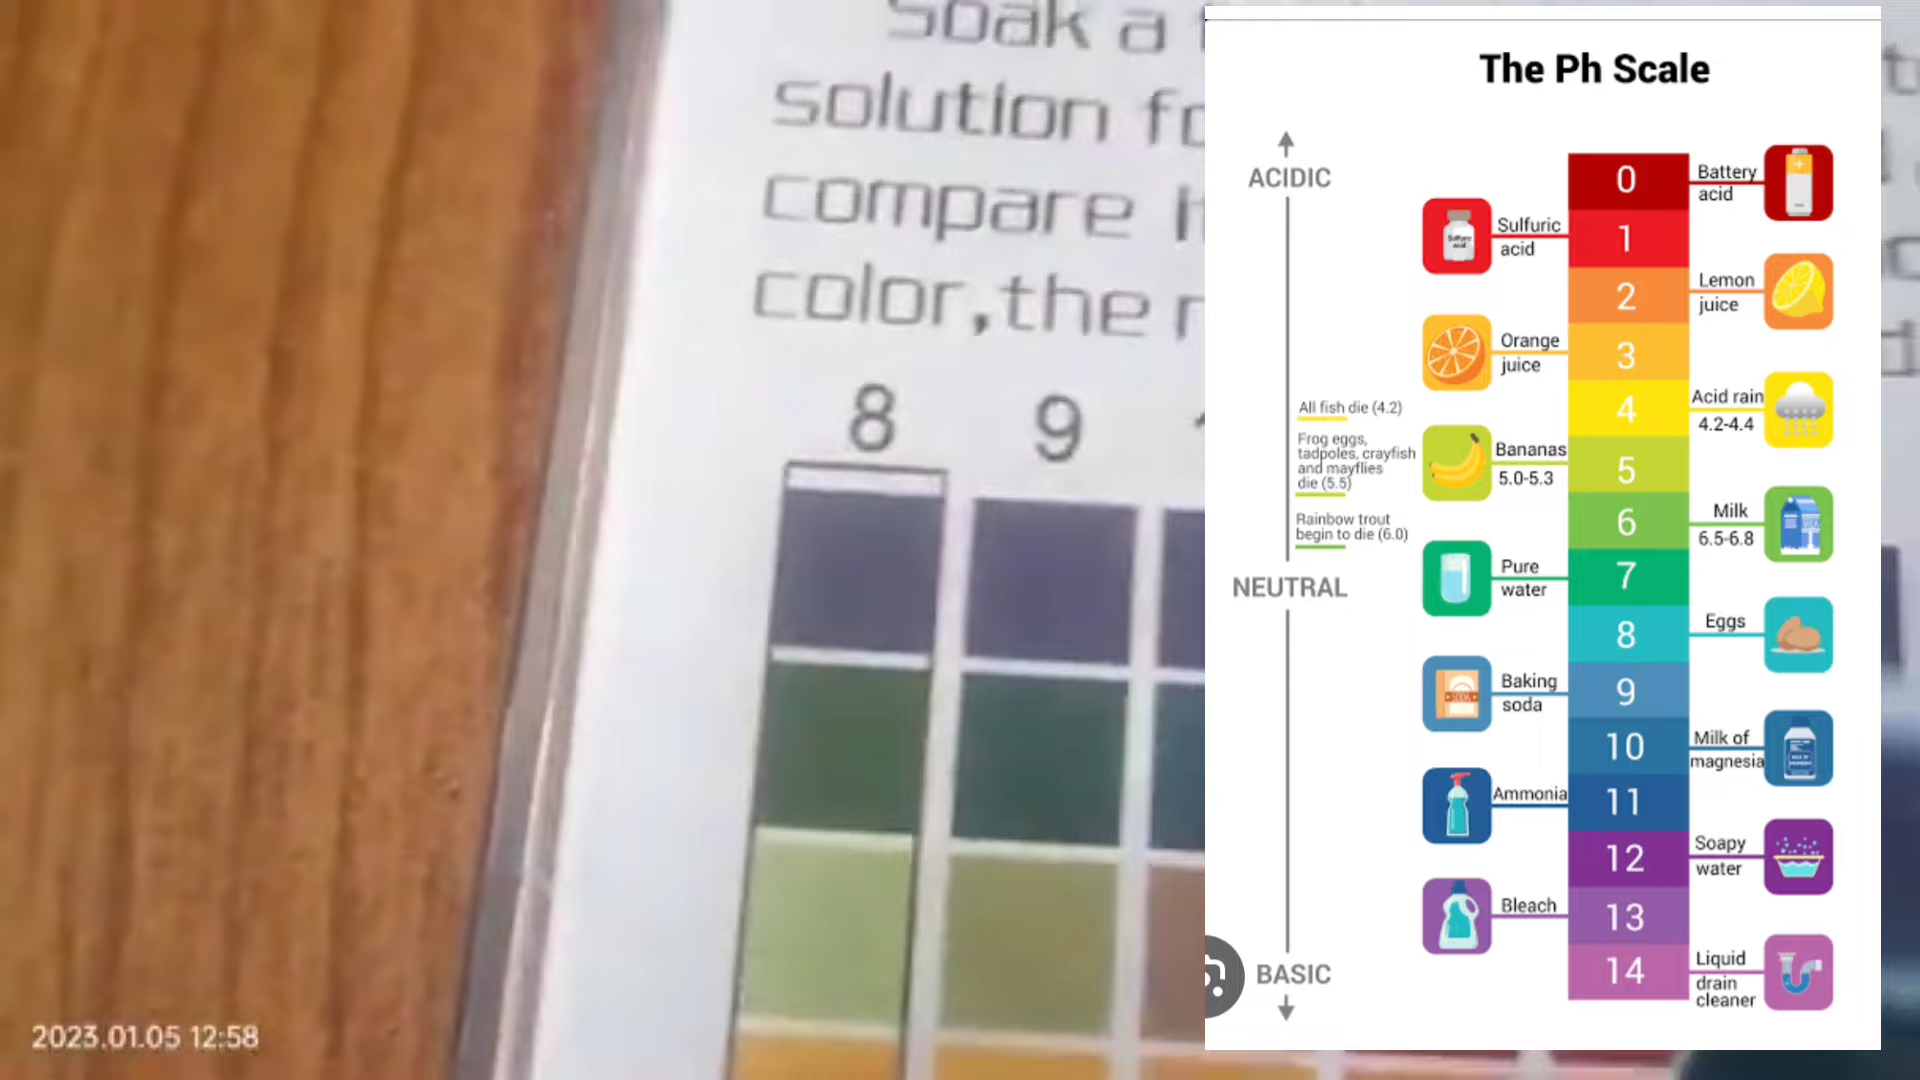 Soak a
solution
compare
color,the
8 9
2023.01.05 12:58
The Ph Scale
ACIDIC
NEUTRAL
BASIC
0
Battery
acid
Sulfuric
acid
1
2
Lemon
juice
Orange
juice
3
All fish die (4.2)
4
Acid rain
4.2-4.4
Frog eggs,
tadpoles, crayfish
and mayflies
die (5.5)
Bananas
5.0-5.3
5
Rainbow trout
begin to die (6.0)
6
Milk
6.5-6.8
Pure
water
7
8
Eggs
Baking
soda
9
10
Milk of
magnesia
Ammonia
11
12
Soapy
water
Bleach
13
14
Liquid
drain
cleaner